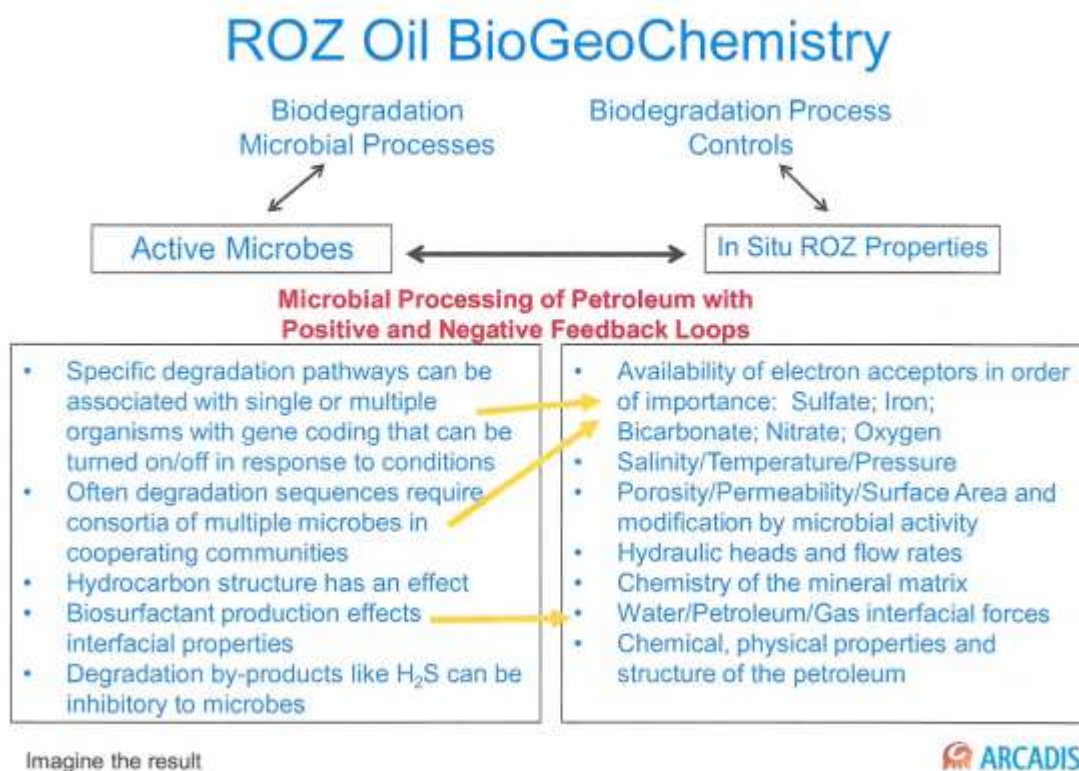 ROZ Oil BioGeoChemistry
Biodegradation
Microbial Processes
Biodegradation Process
Controls
Active Microbes
In Situ ROZ Properties
Microbial Processing of Petroleum with
Positive and Negative Feedback Loops
• Specific degradation pathways can be
associated with single or multiple
organisms with gene coding that can be
turned on/off in response to conditions
• Often degradation sequences require
consortia of multiple microbes in
cooperating communities
• Hydrocarbon structure has an effect
• Biosurfactant production effects
interfacial properties
• Degradation by-products like H₂S can be
inhibitory to microbes
• Availability of electron acceptors in order
of importance: Sulfate; Iron;
Bicarbonate; Nitrate; Oxygen
• Salinity/Temperature/Pressure
• Porosity/Permeability/Surface Area and
modification by microbial activity
• Hydraulic heads and flow rates
• Chemistry of the mineral matrix
• Water/Petroleum/Gas interfacial forces
• Chemical, physical properties and
structure of the petroleum
Imagine the result
ARCADIS